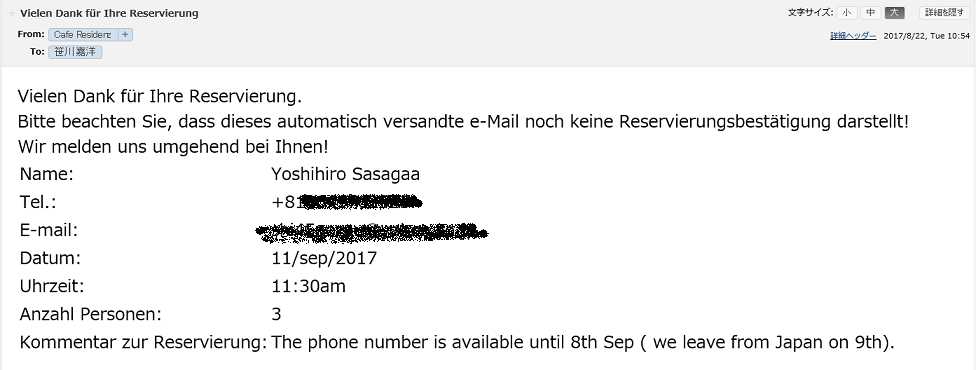 Vielen Dank für Ihre Reservierung
文字サイズ: 小 中 大 詳細を隠す
From: Cafe Residenz +
詳細ヘッダー 2017/8/22, Tue 10:54
To: 笹川嘉洋
Vielen Dank für Ihre Reservierung.
Bitte beachten Sie, dass dieses automatisch versandte e-Mail noch keine Reservierungsbestätigung darstellt!
Wir melden uns umgehend bei Ihnen!
Name: Yoshihiro Sasagaa
Tel.: +81
E-mail:
Datum: 11/sep/2017
Uhrzeit: 11:30am
Anzahl Personen: 3
Kommentar zur Reservierung: The phone number is available until 8th Sep ( we leave from Japan on 9th).